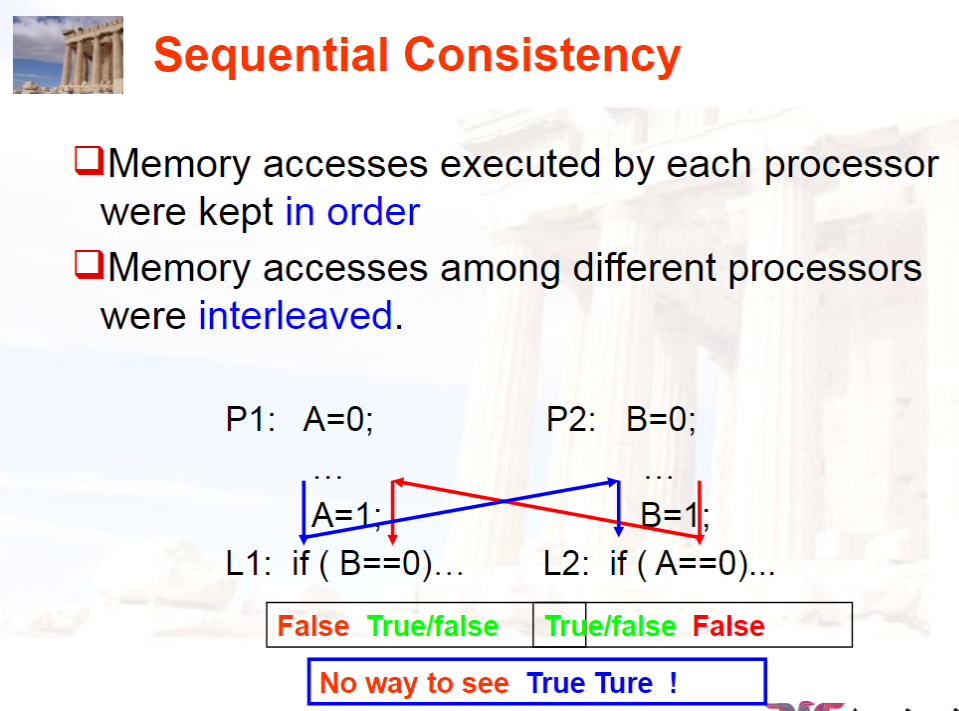 Sequential Consistency
Memory accesses executed by each processor
were kept in order
Memory accesses among different processors
were interleaved.
P1: A=0; P2: B=0;
… …
A=1; B=1;
L1: if ( B==0)… L2: if ( A==0)...
False True/false True/false False
No way to see True Ture !